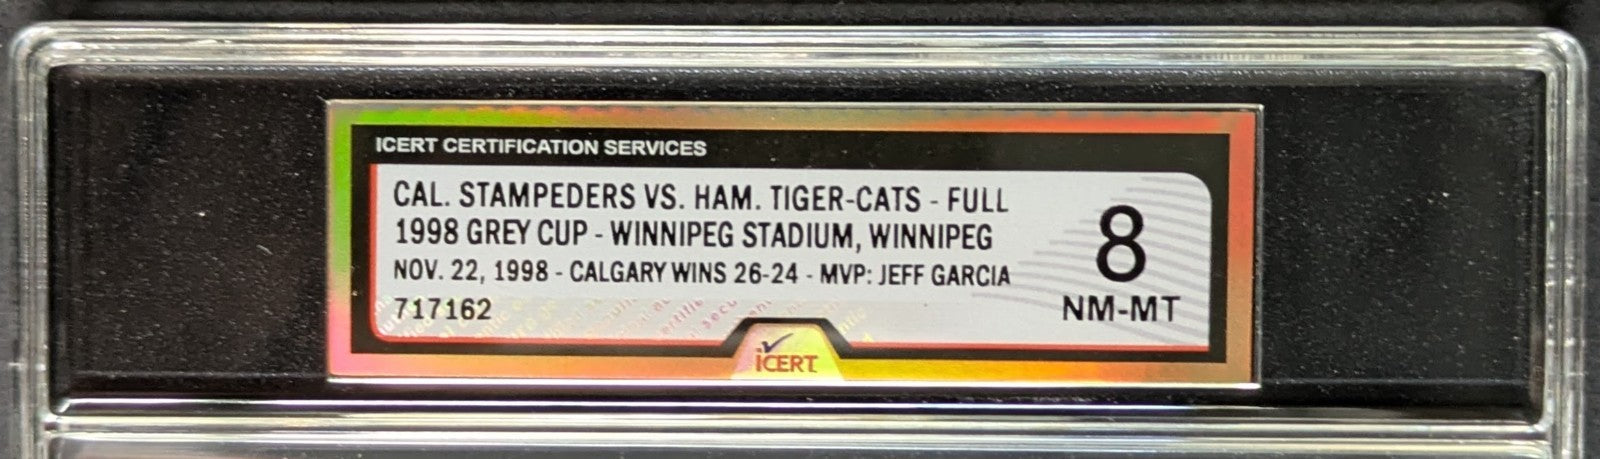 ICERT CERTIFICATION SERVICES
CAL. STAMPEDERS VS. HAM. TIGER-CATS - FULL
1998 GREY CUP - WINNIPEG STADIUM, WINNIPEG
NOV. 22, 1998 - CALGARY WINS 26-24 - MVP: JEFF GARCIA
717162
8
NM-MT
iCERT